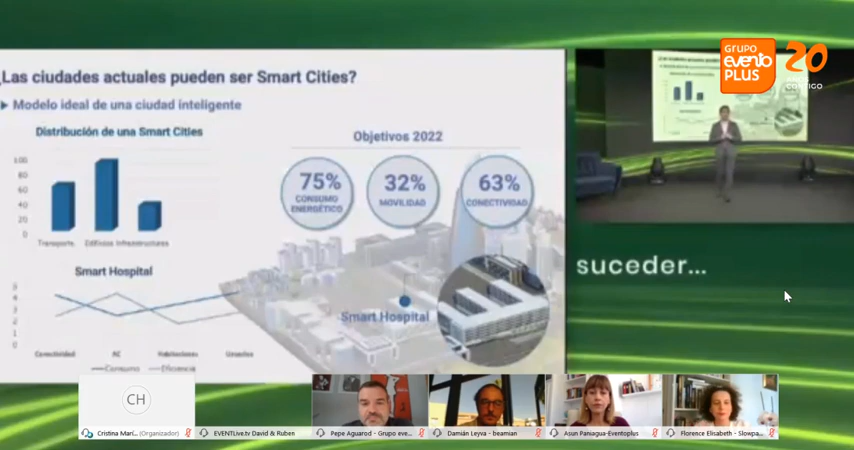 ¿Las ciudades actuales pueden ser Smart Cities?
Modelo ideal de una ciudad inteligente
Distribución de una Smart Cities
100
80
60
40
20
0
Transporte
Edificios
Infraestructuras
Objetivos 2022
75%
CONSUMO
ENERGÉTICO
32%
MOVILIDAD
63%
CONECTIVIDAD
Smart Hospital
5
4
3
2
1
0
Conectividad
AC
Habitaciones
Usuarios
Consumo
Eficiencia
Smart Hospital
GRUPO
evento
PLUS
20
AÑOS
CONTIGO
suceder...
CH
Cristina Marí... (Organizador)
EVENTLive.tv David & Ruben
Pepe Aguarod - Grupo eve...
Damián Leyva - beamian
Asun Paniagua-Eventoplus
Florence Elisabeth - Slowpa...